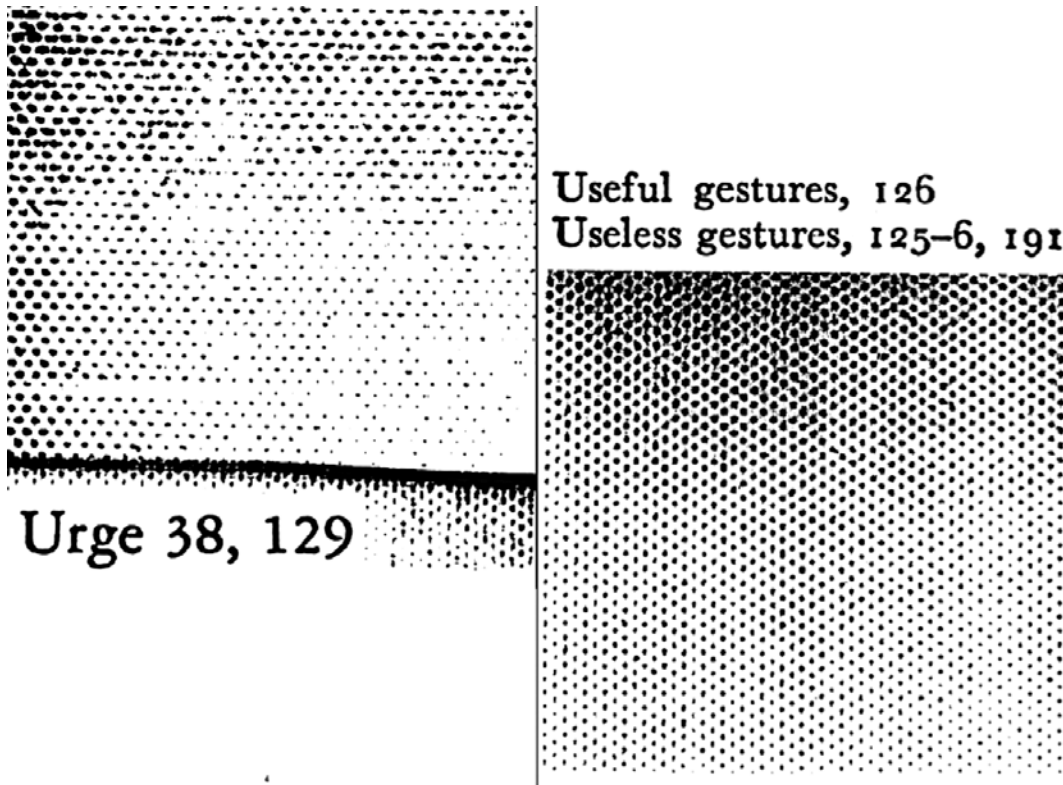 Urge 38, 129
Useful gestures, 126
Useless gestures, 125–6, 191